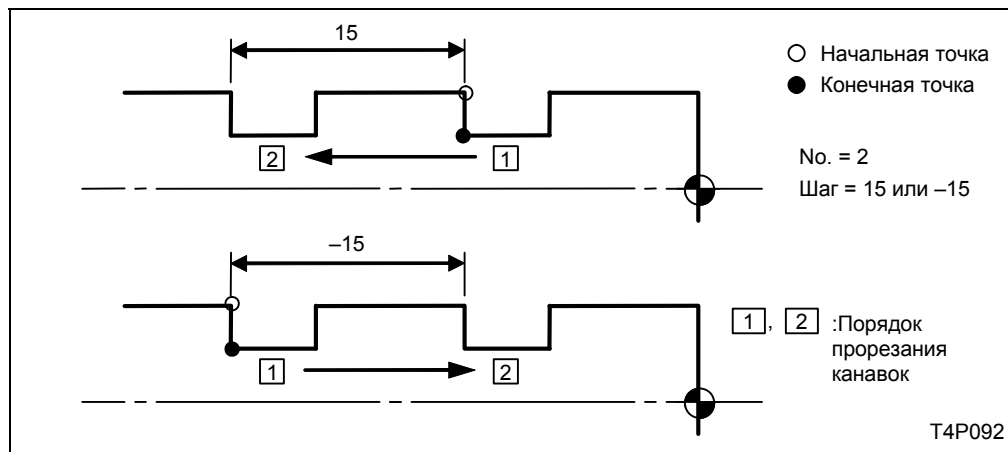 15
Начальная точка
Конечная точка
2 1
No. = 2
Шаг = 15 или –15
–15
1 2
1, 2 :Порядок
прорезания
канавок
T4P092